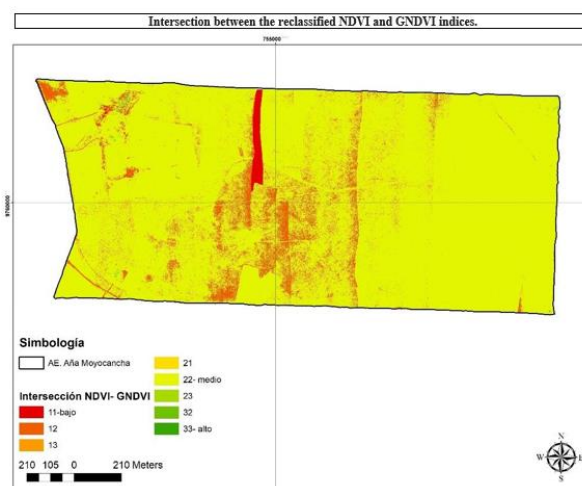 Intersection between the reclassified NDVI and GNDVI indices.
755000
9760000
Simbología
AE. Aña Moyocancha
Intersección NDVI- GNDVI
11-bajo
12
13
21
22- medio
23
32
33- alto
210 105 0 210 Meters
N
W E
S